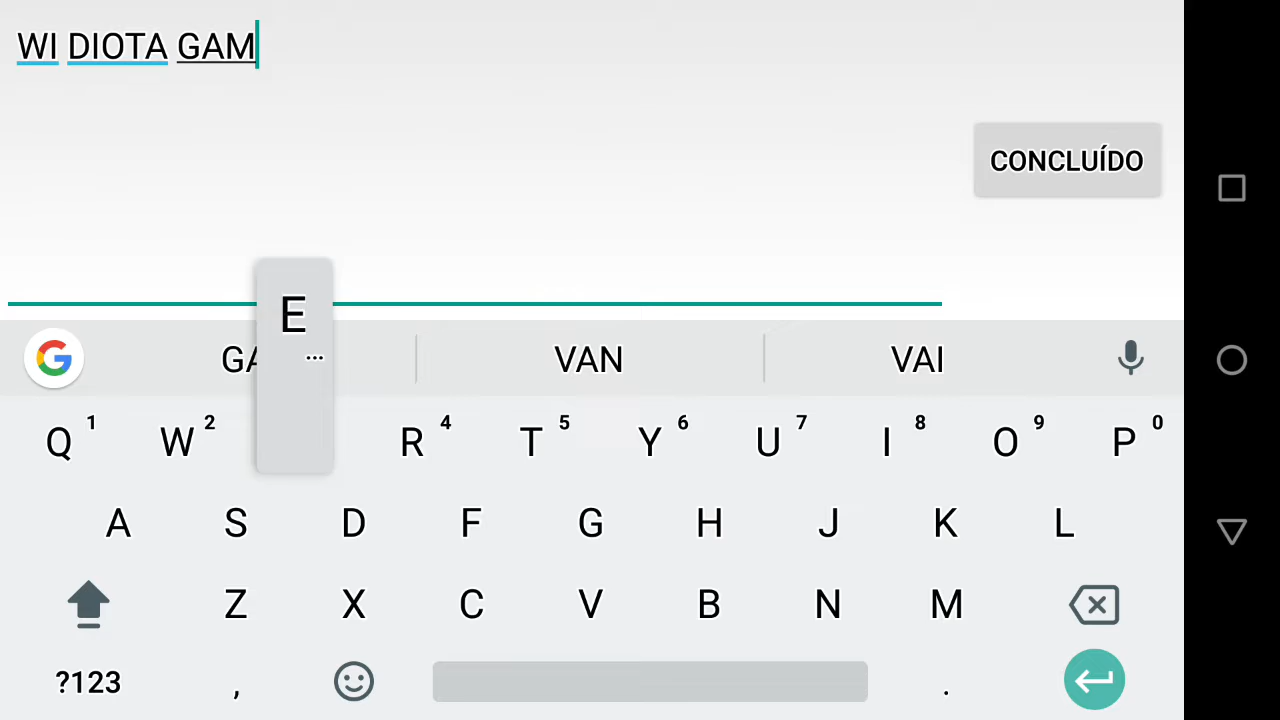 WI DIOTA GAM
CONCLUÍDO
E
...
VAN VAI
Q 1 W 2 R 4 T 5 Y 6 U 7 I 8 O 9 P 0
A S D F G H J K L
Z X C V B N M
?123 , .